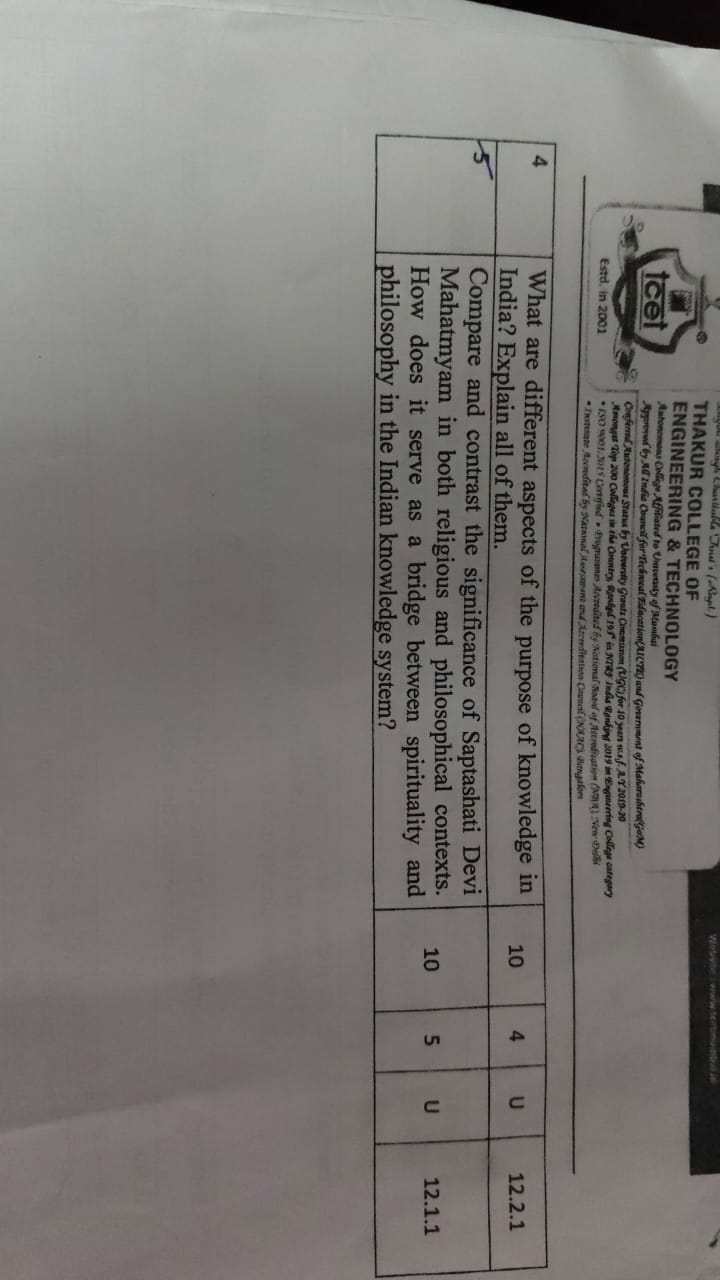 THAKUR COLLEGE OF
ENGINEERING & TECHNOLOGY
Autonomous College Affiliated to University of Mumbai
Approved by All India Council for Technical Education(AICTE) and Government of Maharashtra(GoM)
Conferred Autonomous Status by University Grants Commission (UGC) for 10 years w.e.f. A.Y 2019-20
Amongst Top 200 Colleges in the Country, Ranked 193rd in NIRF India Ranking 2019 in Engineering College category
• ISO 9001:2015 Certified • Programmes Accredited by National Board of Accreditation (NBA), New Delhi
• Institute Accredited by National Assessment and Accreditation Council (NAAC), Bangalore
tcet
Estd. in 2001
4 What are different aspects of the purpose of knowledge in 10 4 U 12.2.1
India? Explain all of them.
5 Compare and contrast the significance of Saptashati Devi
Mahatmyam in both religious and philosophical contexts. 10 5 U 12.1.1
How does it serve as a bridge between spirituality and
philosophy in the Indian knowledge system?